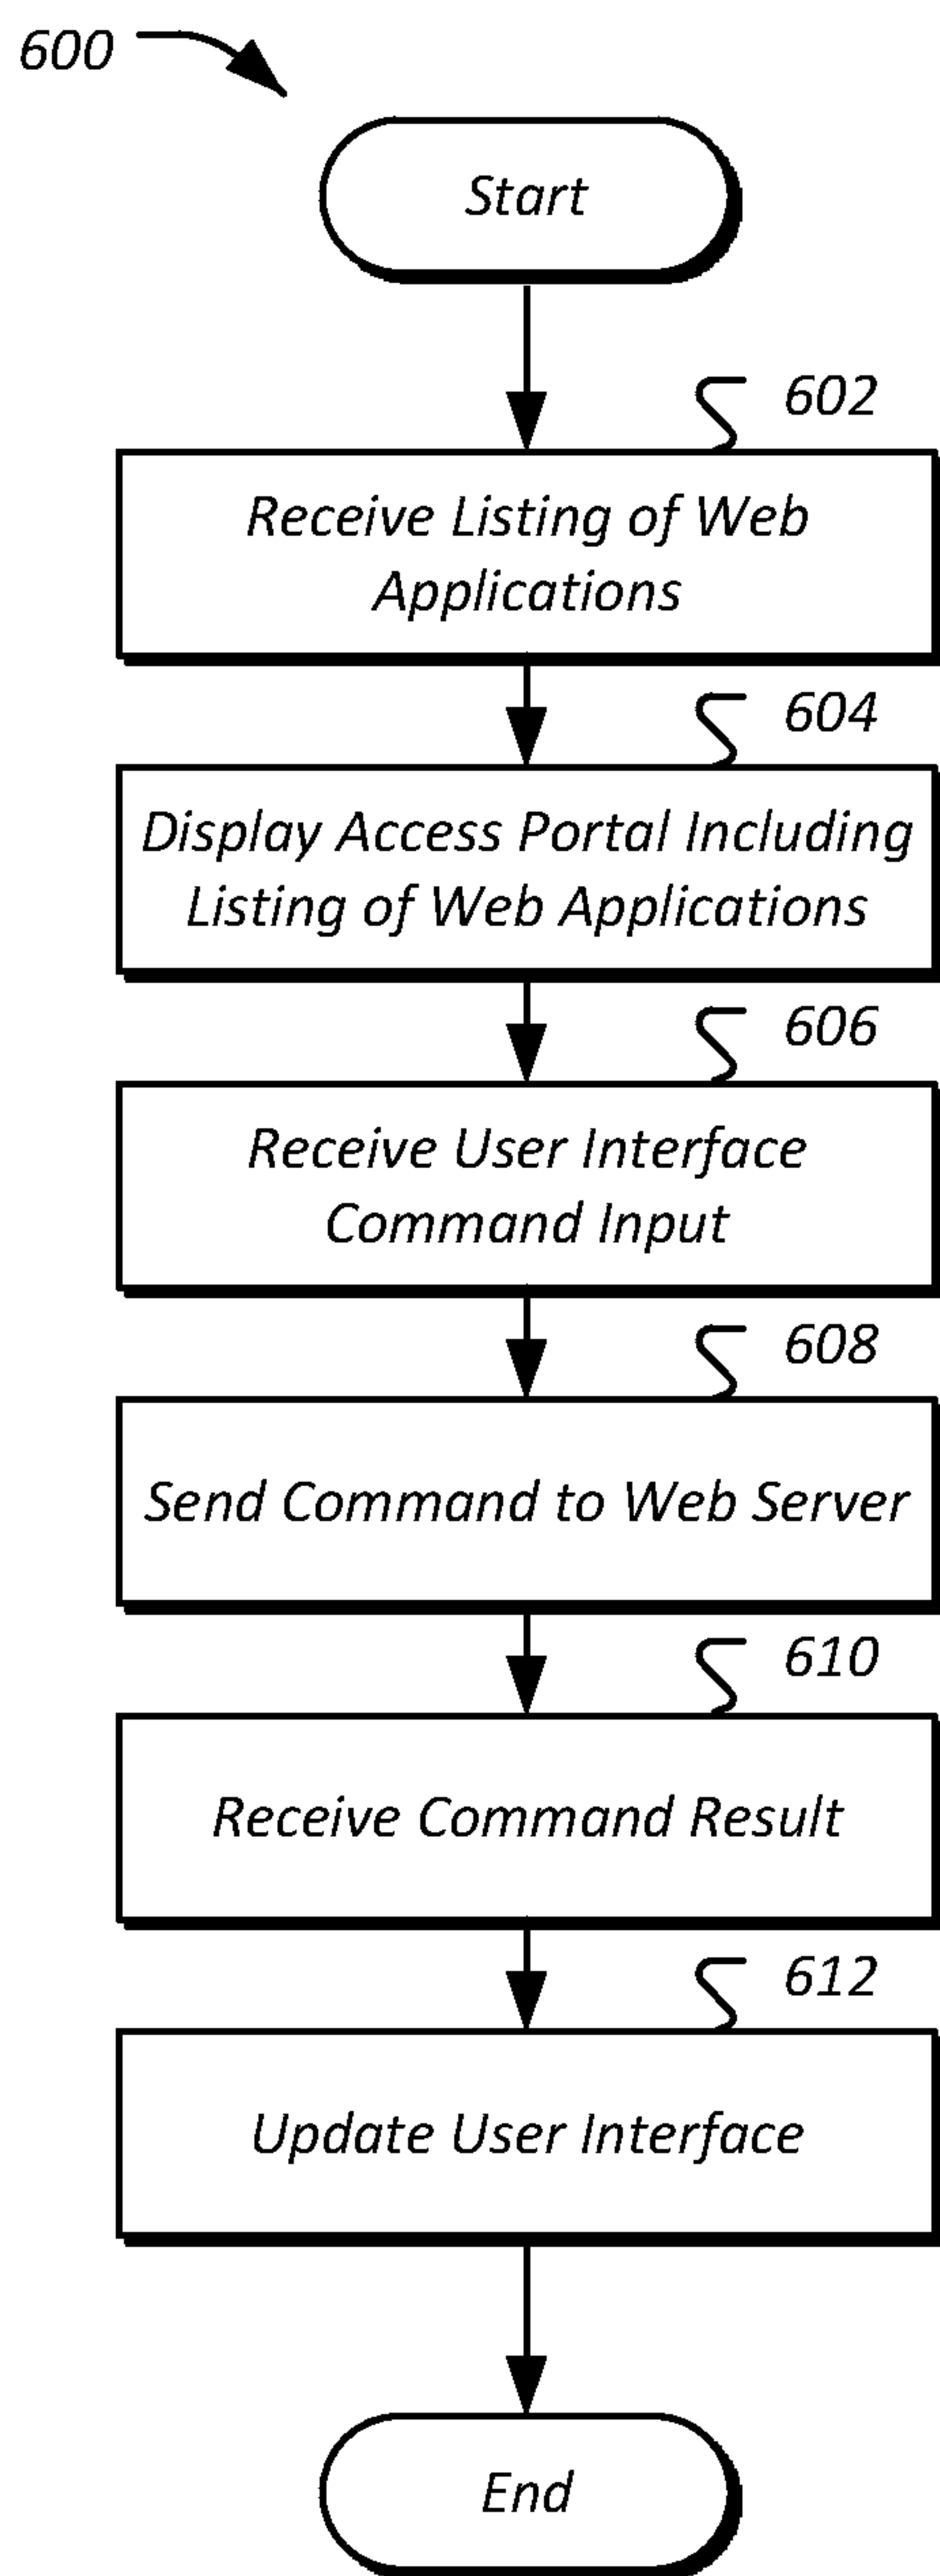 600
Start
602
Receive Listing of Web
Applications
604
Display Access Portal Including
Listing of Web Applications
606
Receive User Interface
Command Input
608
Send Command to Web Server
610
Receive Command Result
612
Update User Interface
End